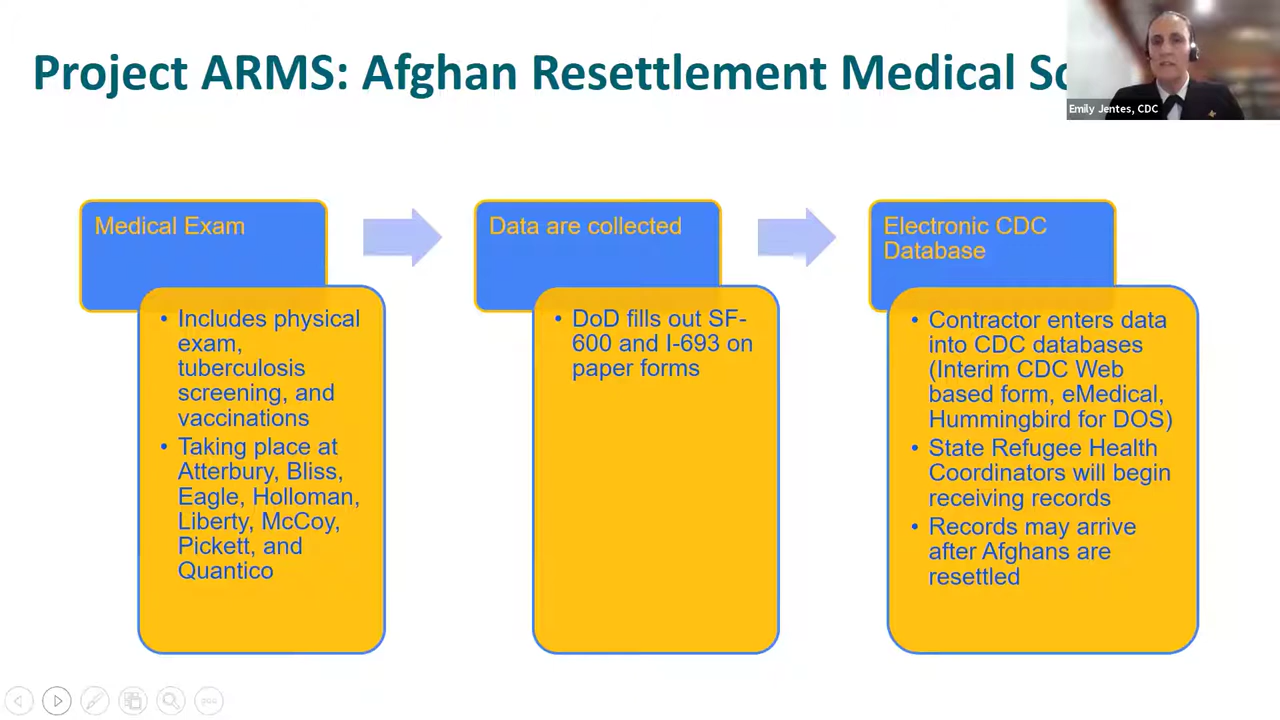 Project ARMS: Afghan Resettlement Medical
Emily Jentes, CDC
Medical Exam
• Includes physical
exam,
tuberculosis
screening, and
vaccinations
• Taking place at
Atterbury, Bliss,
Eagle, Holloman,
Liberty, McCoy,
Pickett, and
Quantico
Data are collected
• DoD fills out SF-
600 and I-693 on
paper forms
Electronic CDC
Database
• Contractor enters data
into CDC databases
(Interim CDC Web
based form, eMedical,
Hummingbird for DOS)
• State Refugee Health
Coordinators will begin
receiving records
• Records may arrive
after Afghans are
resettled